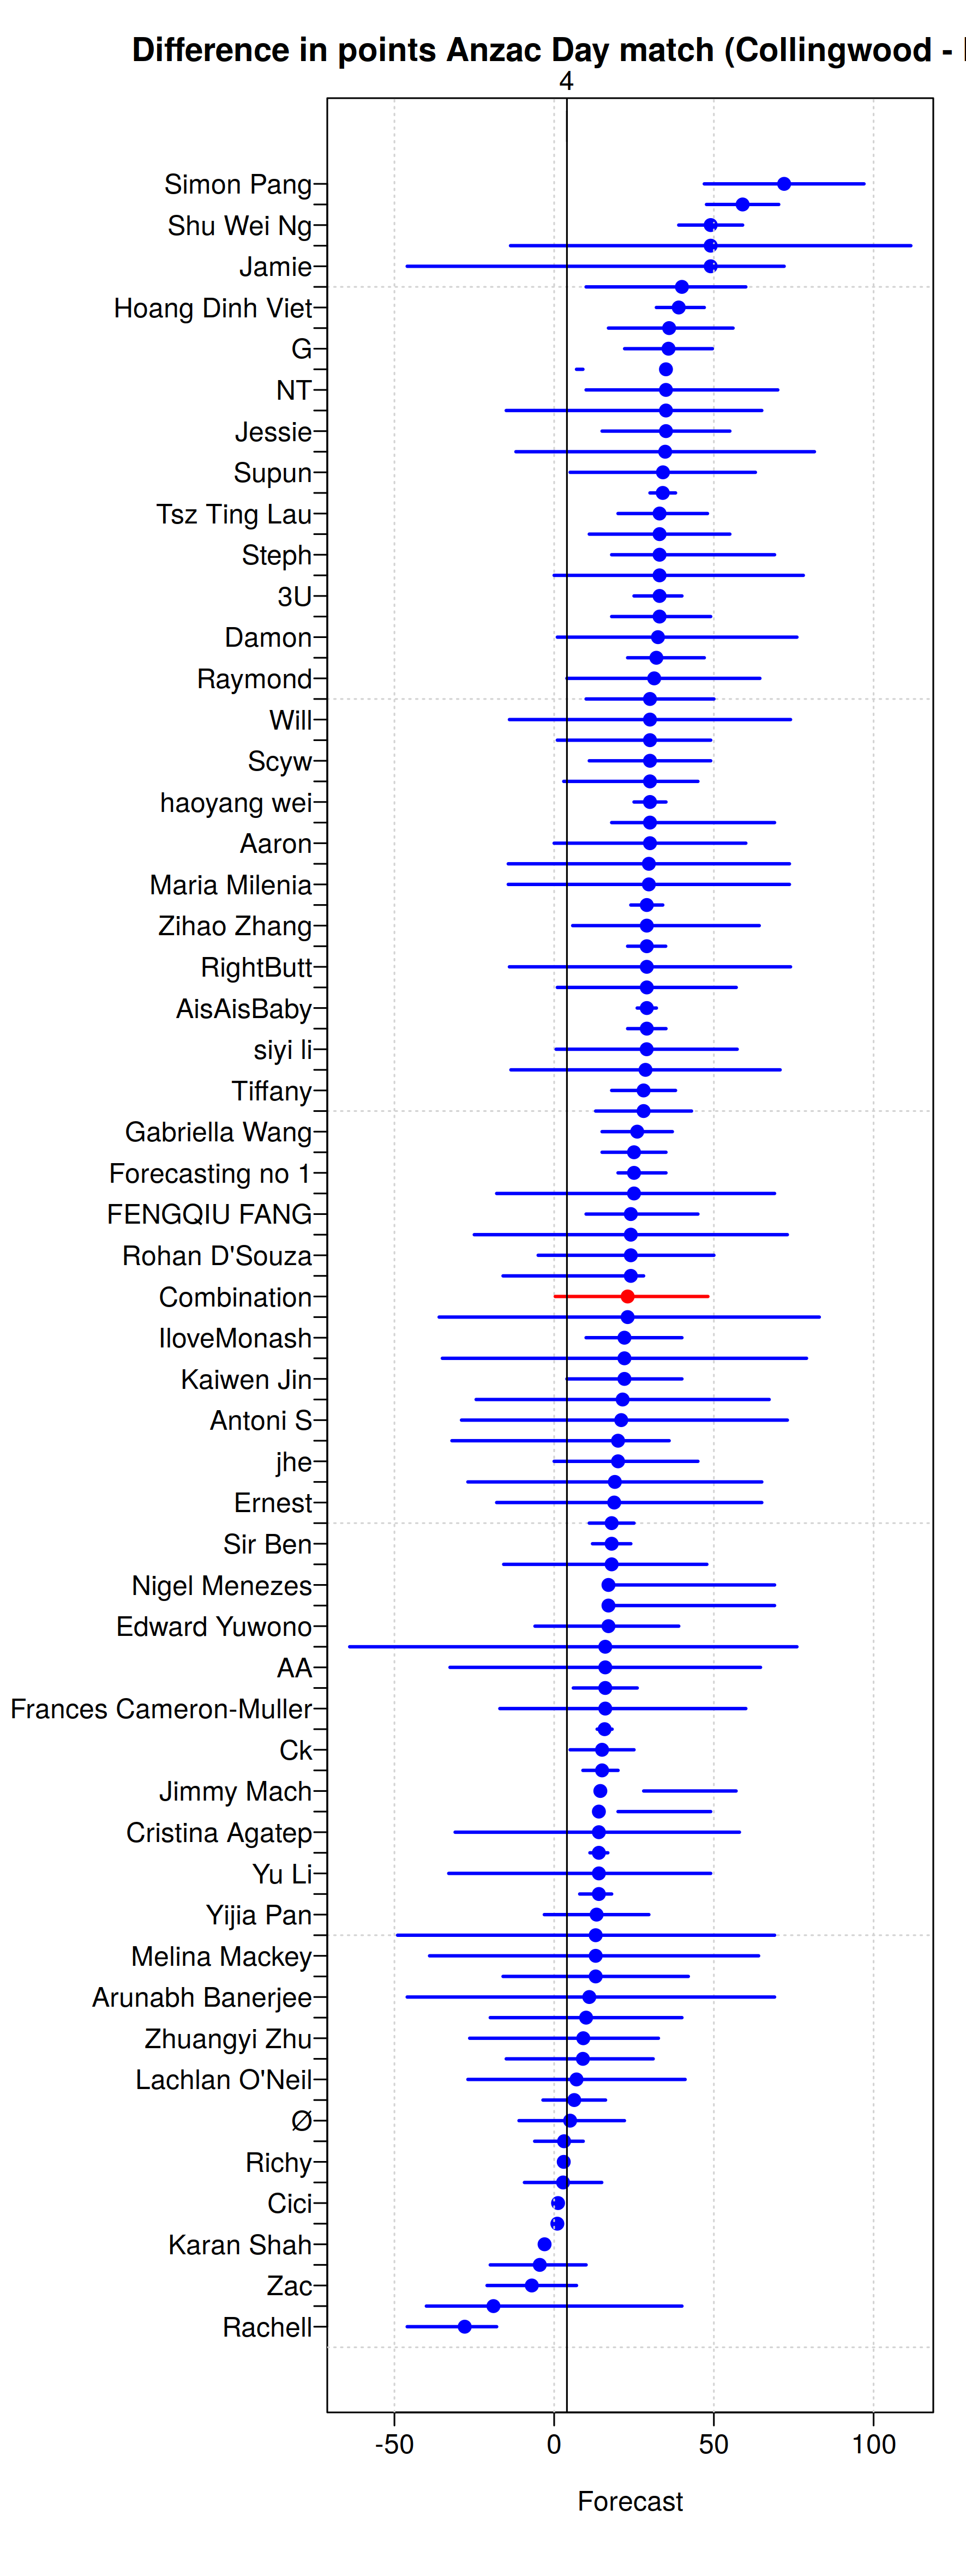 Difference in points Anzac Day match (Collingwood -
4
Simon Pang
Shu Wei Ng
Jamie
Hoang Dinh Viet
G
NT
Jessie
Supun
Tsz Ting Lau
Steph
3U
Damon
Raymond
Will
Scyw
haoyang wei
Aaron
Maria Milenia
Zihao Zhang
RightButt
AisAisBaby
siyi li
Tiffany
Gabriella Wang
Forecasting no 1
FENGQIU FANG
Rohan D'Souza
Combination
IloveMonash
Kaiwen Jin
Antoni S
jhe
Ernest
Sir Ben
Nigel Menezes
Edward Yuwono
AA
Frances Cameron-Muller
Ck
Jimmy Mach
Cristina Agatep
Yu Li
Yijia Pan
Melina Mackey
Arunabh Banerjee
Zhuangyi Zhu
Lachlan O'Neil
Ø
Richy
Cici
Karan Shah
Zac
Rachell
-50 0 50 100
Forecast